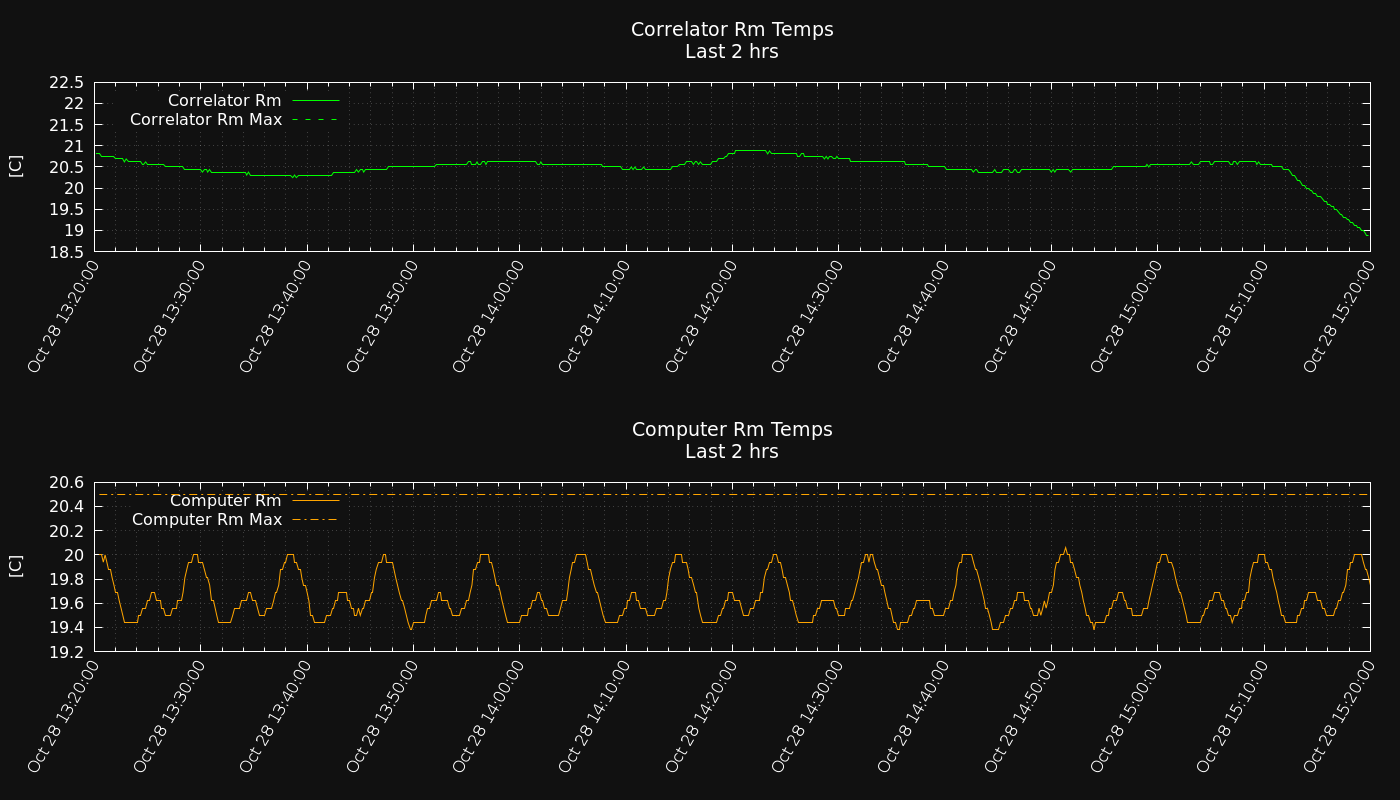 Correlator Rm Temps
Last 2 hrs
22.5
22
21.5
21
20.5
20
19.5
19
18.5
[C]
Correlator Rm
Correlator Rm Max
Oct 28 13:20:00
Oct 28 13:30:00
Oct 28 13:40:00
Oct 28 13:50:00
Oct 28 14:00:00
Oct 28 14:10:00
Oct 28 14:20:00
Oct 28 14:30:00
Oct 28 14:40:00
Oct 28 14:50:00
Oct 28 15:00:00
Oct 28 15:10:00
Oct 28 15:20:00
Computer Rm Temps
Last 2 hrs
20.6
20.4
20.2
20
19.8
19.6
19.4
19.2
[C]
Computer Rm
Computer Rm Max
Oct 28 13:20:00
Oct 28 13:30:00
Oct 28 13:40:00
Oct 28 13:50:00
Oct 28 14:00:00
Oct 28 14:10:00
Oct 28 14:20:00
Oct 28 14:30:00
Oct 28 14:40:00
Oct 28 14:50:00
Oct 28 15:00:00
Oct 28 15:10:00
Oct 28 15:20:00